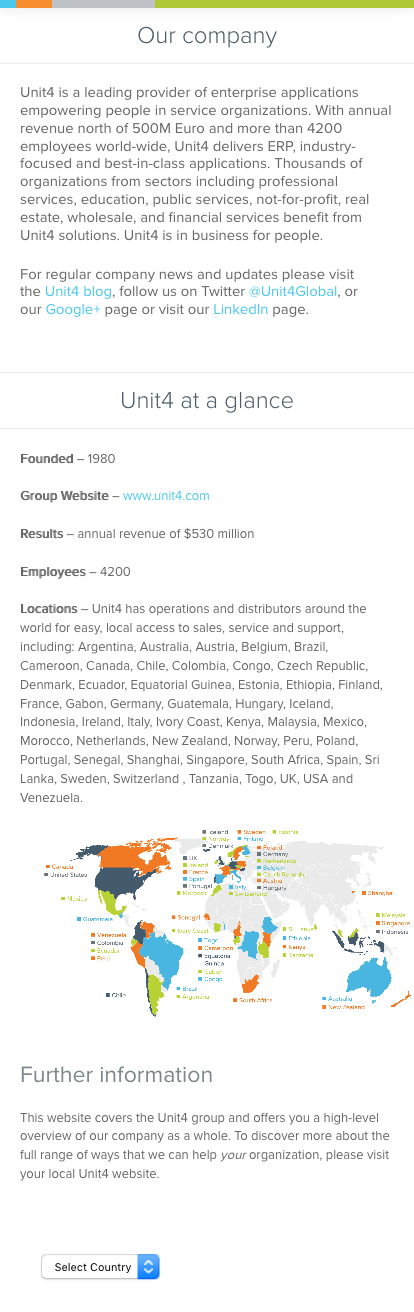 Our company
Unit4 is a leading provider of enterprise applications
empowering people in service organizations. With annual
revenue north of 500M Euro and more than 4200
employees world-wide, Unit4 delivers ERP, industry-
focused and best-in-class applications. Thousands of
organizations from sectors including professional
services, education, public services, not-for-profit, real
estate, wholesale, and financial services benefit from
Unit4 solutions. Unit4 is in business for people.
For regular company news and updates please visit
the Unit4 blog, follow us on Twitter @Unit4Global, or
our Google+ page or visit our LinkedIn page.
Unit4 at a glance
Founded – 1980
Group Website – www.unit4.com
Results – annual revenue of $530 million
Employees – 4200
Locations – Unit4 has operations and distributors around the
world for easy, local access to sales, service and support,
including: Argentina, Australia, Austria, Belgium, Brazil,
Cameroon, Canada, Chile, Colombia, Congo, Czech Republic,
Denmark, Ecuador, Equatorial Guinea, Estonia, Ethiopia, Finland,
France, Gabon, Germany, Guatemala, Hungary, Iceland,
Indonesia, Ireland, Italy, Ivory Coast, Kenya, Malaysia, Mexico,
Morocco, Netherlands, New Zealand, Norway, Peru, Poland,
Portugal, Senegal, Shanghai, Singapore, South Africa, Spain, Sri
Lanka, Sweden, Switzerland , Tanzania, Togo, UK, USA and
Venezuela.
Iceland
Sweden
Estonia
Norway
Finland
Denmark
Poland
Germany
Netherlands
Belgium
Czech Republic
Austria
Hungary
UK
Ireland
France
Spain
Portugal
Morocco
Italy
Switzerland
Canada
United States
Mexico
Guatemala
Venezuela
Colombia
Ecuador
Peru
Chile
Senegal
Ivory Coast
Togo
Cameroon
Equatorial
Guinea
Gabon
Congo
Brazil
Argentina
South Africa
Ethiopia
Kenya
Tanzania
Shanghai
Malaysia
Singapore
Indonesia
Australia
New Zealand
Further information
This website covers the Unit4 group and offers you a high-level
overview of our company as a whole. To discover more about the
full range of ways that we can help your organization, please visit
your local Unit4 website.
Select Country